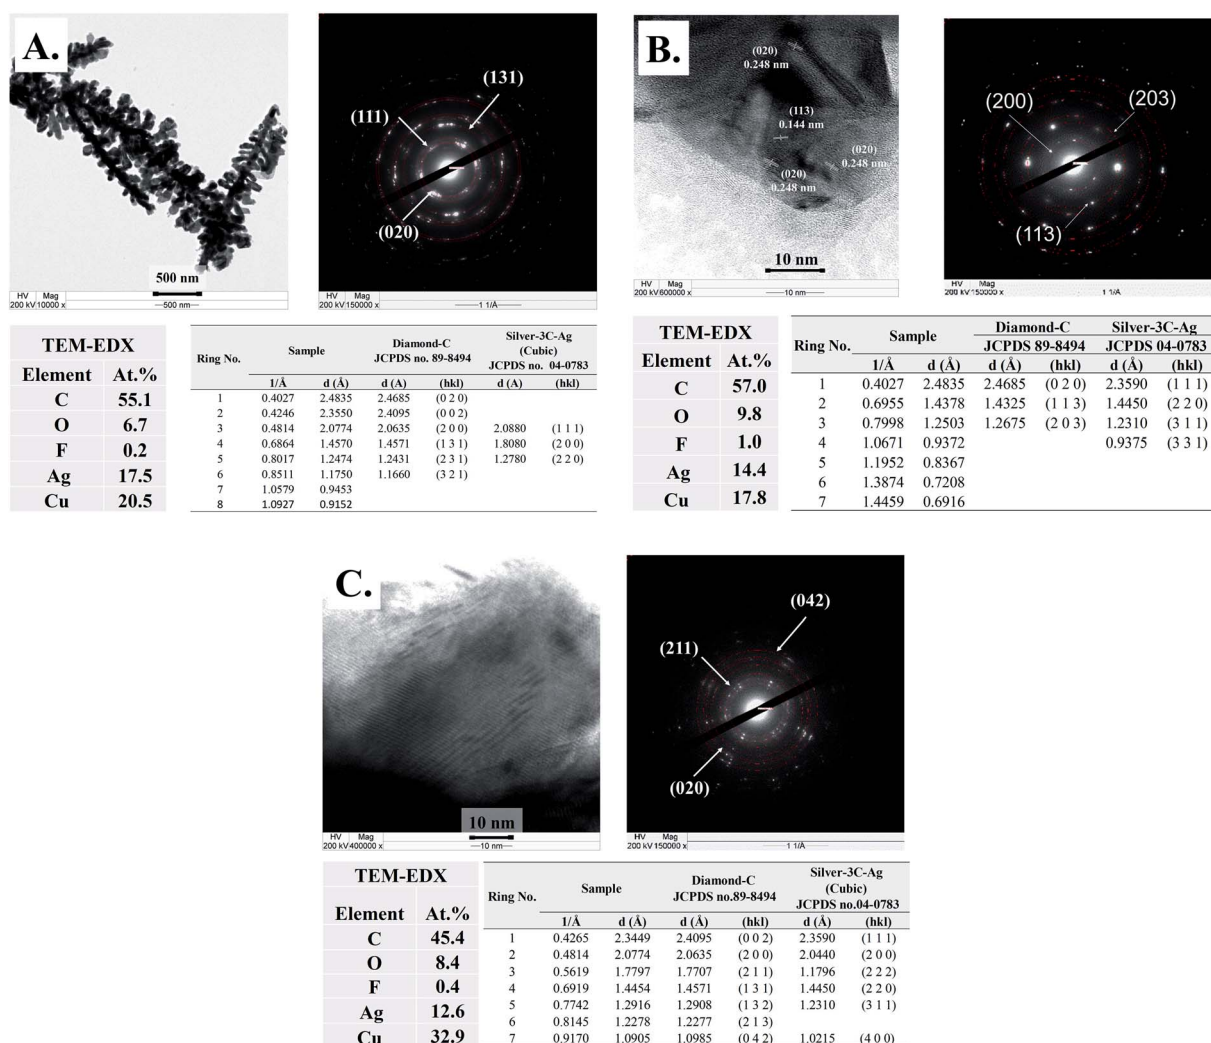 A.
500 nm
HV Mag
200 kV 10000 x —500 nm—
(131)
(111)
(020)
HV Mag
200 kV 150000 x 1 1/Å
TEM-EDX
Element At.%
C 55.1
O 6.7
F 0.2
Ag 17.5
Cu 20.5
Ring No. Sample Diamond-C JCPDS no. 89-8494 Silver-3C-Ag (Cubic) JCPDS no. 04-0783
1/Å d (Å) d (A) (hkl) d (A) (hkl)
1 0.4027 2.4835 2.4685 (0 2 0)
2 0.4246 2.3550 2.4095 (0 0 2)
3 0.4814 2.0774 2.0635 (2 0 0) 2.0880 (1 1 1)
4 0.6864 1.4570 1.4571 (1 3 1) 1.8080 (2 0 0)
5 0.8017 1.2474 1.2431 (2 3 1) 1.2780 (2 2 0)
6 0.8511 1.1750 1.1660 (3 2 1)
7 1.0579 0.9453
8 1.0927 0.9152
B.
(020)
0.248 nm
(113)
0.144 nm
(020)
0.248 nm
(020)
0.248 nm
10 nm
HV Mag
200 kV 600000 x —10 nm—
(200)
(203)
(113)
HV Mag
200 kV 150000 x 1 1/Å
TEM-EDX
Element At.%
C 57.0
O 9.8
F 1.0
Ag 14.4
Cu 17.8
Ring No. Sample Diamond-C Silver-3C-Ag
JCPDS 89-8494 JCPDS 04-0783
1/Å d (Å) d (Å) (hkl) d (Å) (hkl)
1 0.4027 2.4835 2.4685 (0 2 0) 2.3590 (1 1 1)
2 0.6955 1.4378 1.4325 (1 1 3) 1.4450 (2 2 0)
3 0.7998 1.2503 1.2675 (2 0 3) 1.2310 (3 1 1)
4 1.0671 0.9372 0.9375 (3 3 1)
5 1.1952 0.8367
6 1.3874 0.7208
7 1.4459 0.6916
C.
10 nm
HV Mag
200 kV 400000 x —10 nm—
(042)
(211)
(020)
HV Mag
200 kV 150000 x 1 1/Å
TEM-EDX
Element At.%
C 45.4
O 8.4
F 0.4
Ag 12.6
Cu 32.9
Ring No. Sample Diamond-C JCPDS no.89-8494 Silver-3C-Ag (Cubic) JCPDS no.04-0783
1/Å d (Å) d (Å) (hkl) d (Å) (hkl)
1 0.4265 2.3449 2.4095 (0 0 2) 2.3590 (1 1 1)
2 0.4814 2.0774 2.0635 (2 0 0) 2.0440 (2 0 0)
3 0.5619 1.7797 1.7707 (2 1 1) 1.1796 (2 2 2)
4 0.6919 1.4454 1.4571 (1 3 1) 1.4450 (2 2 0)
5 0.7742 1.2916 1.2908 (1 3 2) 1.2310 (3 1 1)
6 0.8145 1.2278 1.2277 (2 1 3)
7 0.9170 1.0905 1.0985 (0 4 2) 1.0215 (4 0 0)